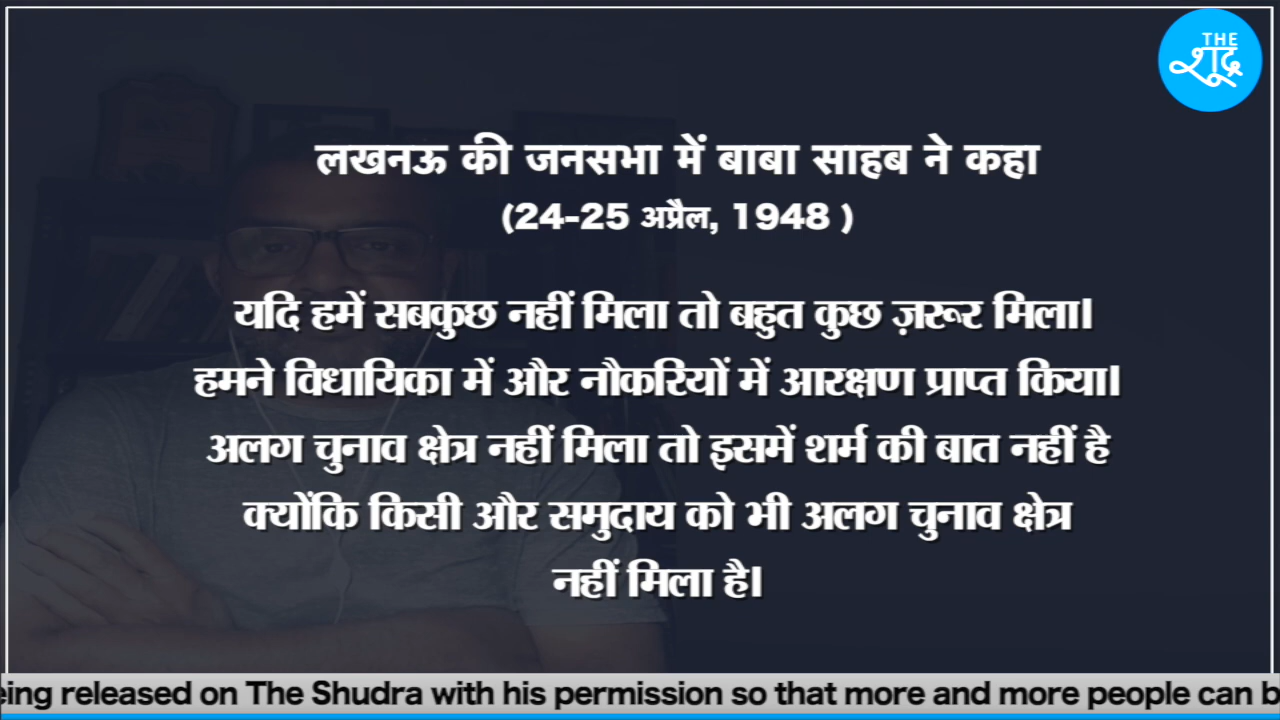 THE
शूद्र
लखनऊ की जनसभा में बाबा साहब ने कहा
(24-25 अप्रैल, 1948 )
यदि हमें सबकुछ नहीं मिला तो बहुत कुछ ज़रूर मिला।
हमने विधायिका में और नौकरियों में आरक्षण प्राप्त किया।
अलग चुनाव क्षेत्र नहीं मिला तो इसमें शर्म की बात नहीं है
क्योंकि किसी और समुदाय को भी अलग चुनाव क्षेत्र
नहीं मिला है।
eing released on The Shudra with his permission so that more and more people can b